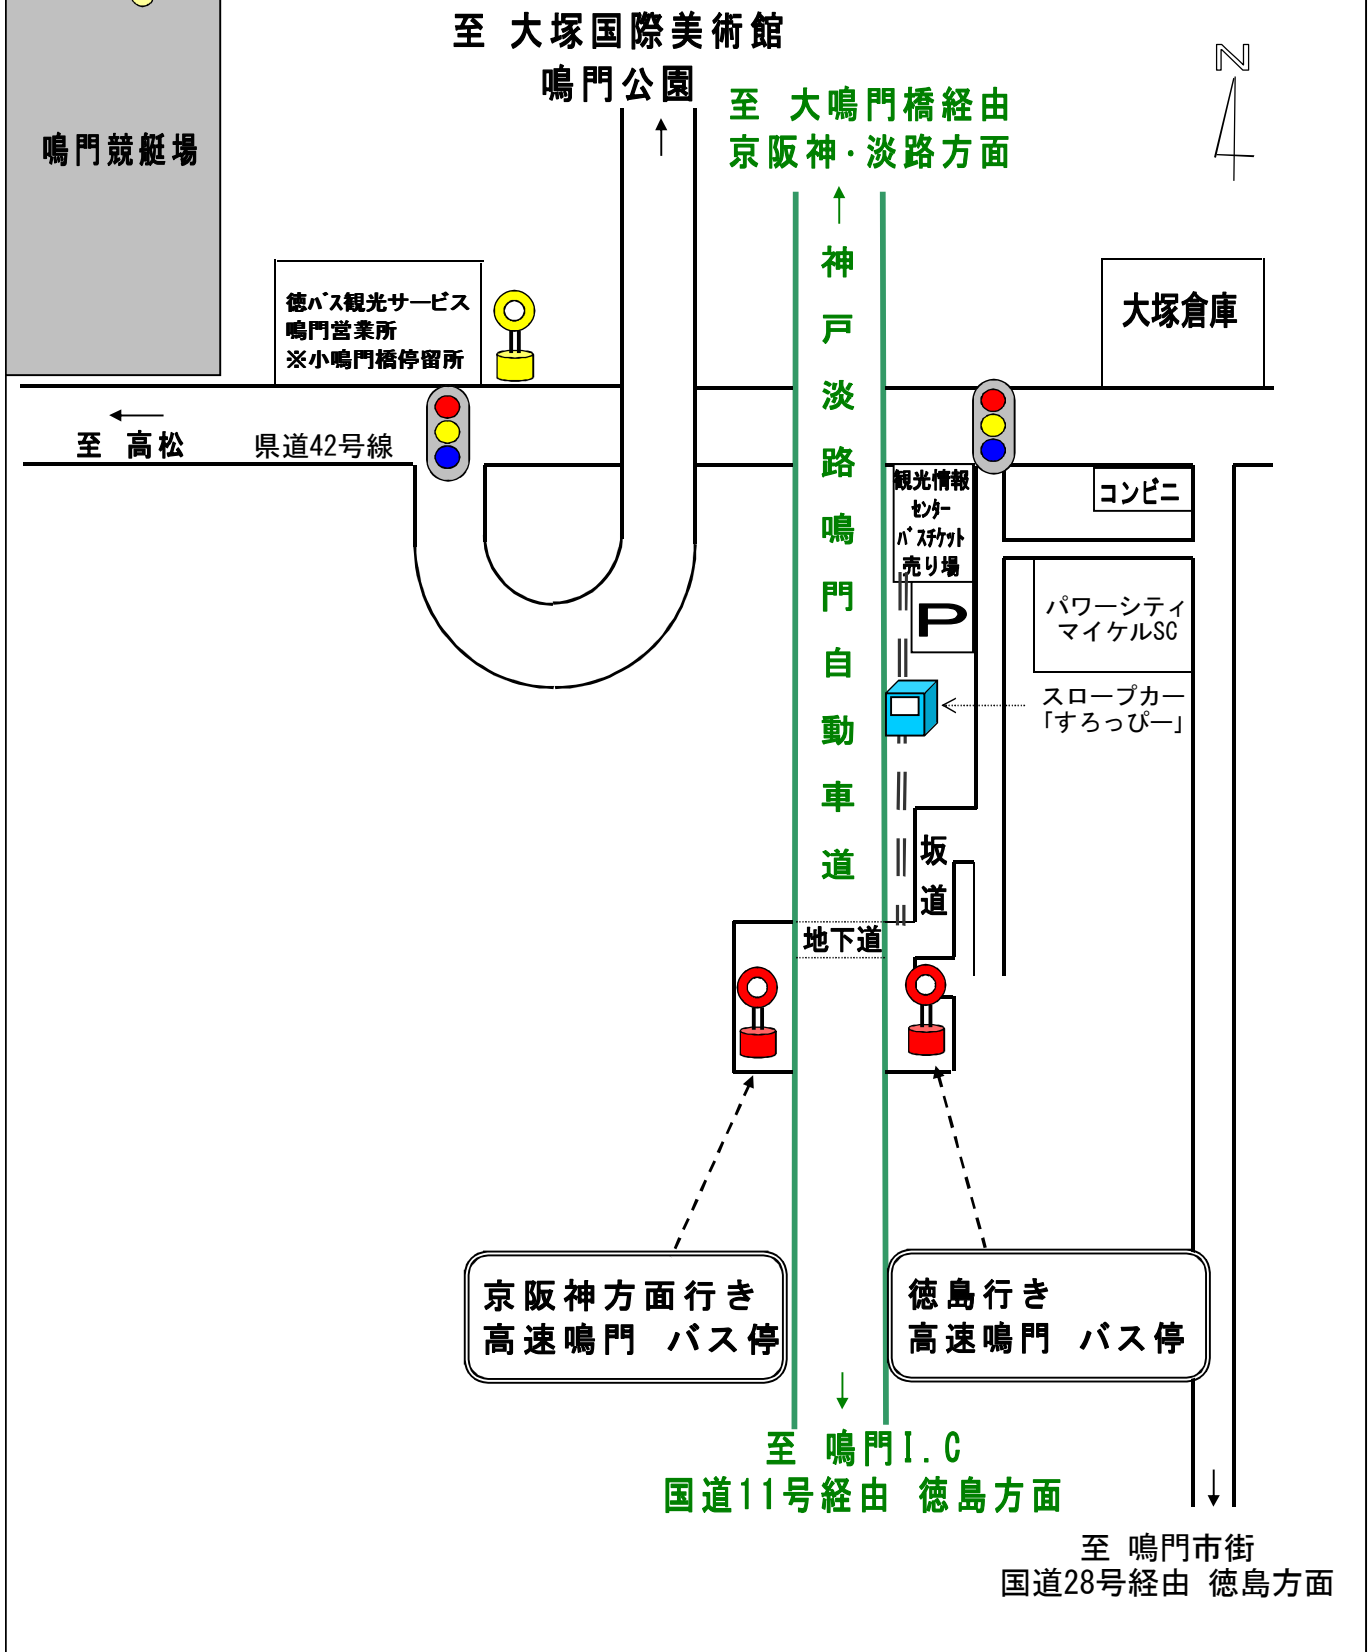 至 大塚国際美術館
鳴門公園
N
至 大鳴門橋経由
京阪神・淡路方面
鳴門競艇場
神戸淡路鳴門自動車道
徳バス観光サービス
鳴門営業所
※小鳴門橋停留所
大塚倉庫
至 高松
県道42号線
観光情報
センター
バスチケット
売り場
コンビニ
P
パワーシティ
マイケルSC
スロープカー
「すろっぴー」
坂道
地下道
京阪神方面行き
高速鳴門 バス停
徳島行き
高速鳴門 バス停
至 鳴門I.C
国道11号経由 徳島方面
至 鳴門市街
国道28号経由 徳島方面